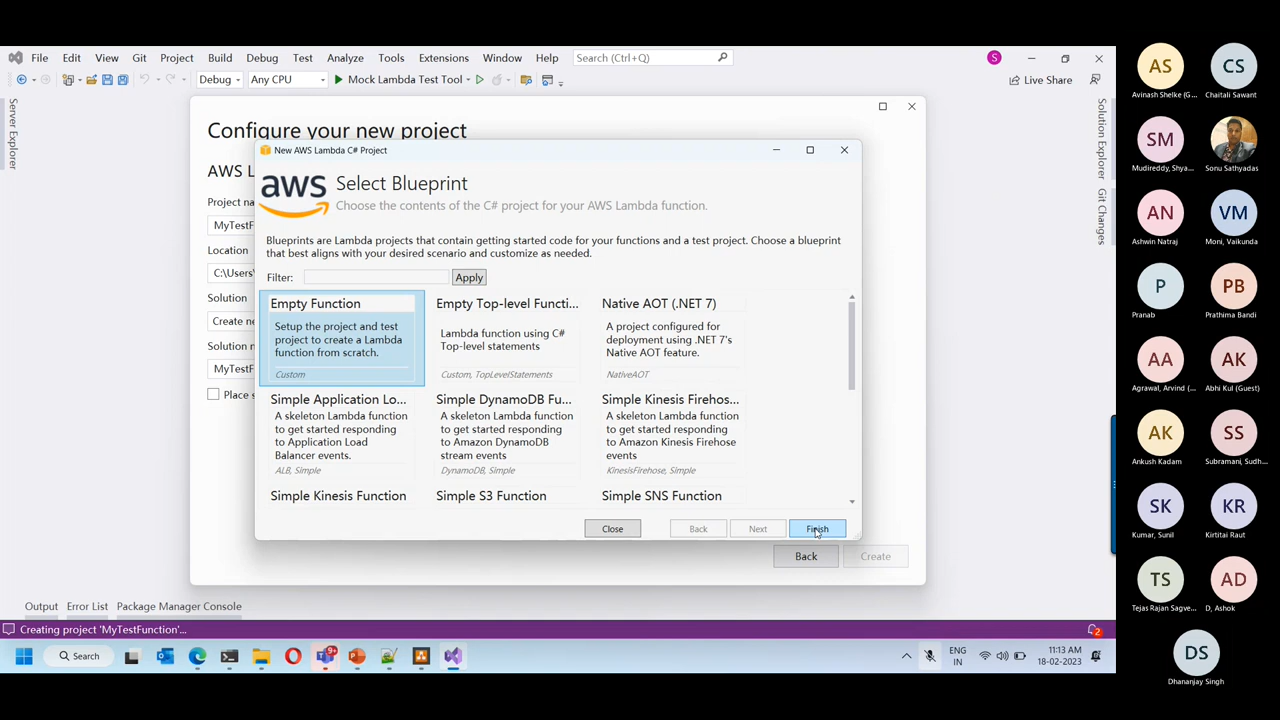 File Edit View Git Project Build Debug Test Analyze Tools Extensions Window Help Search (Ctrl+Q) S
Debug Any CPU Mock Lambda Test Tool Live Share
Server Explorer
Solution Explorer
Git Changes
Configure your new project
AWS L
Project na
MyTestF
Location
C:\Users\
Solution
Create ne
Solution n
MyTestF
Place s
Back Create
New AWS Lambda C# Project
aws
Select Blueprint
Choose the contents of the C# project for your AWS Lambda function.
Blueprints are Lambda projects that contain getting started code for your functions and a test project. Choose a blueprint
that best aligns with your desired scenario and customize as needed.
Filter: Apply
Empty Function
Setup the project and test
project to create a Lambda
function from scratch.
Custom
Empty Top-level Functi...
Lambda function using C#
Top-level statements
Custom, TopLevelStatements
Native AOT (.NET 7)
A project configured for
deployment using .NET 7's
Native AOT feature.
NativeAOT
Simple Application Lo...
A skeleton Lambda function
to get started responding
to Application Load
Balancer events.
ALB, Simple
Simple DynamoDB Fu...
A skeleton Lambda function
to get started responding
to Amazon DynamoDB
stream events
DynamoDB, Simple
Simple Kinesis Firehos...
A skeleton Lambda function
to get started responding
to Amazon Kinesis Firehose
events
KinesisFirehose, Simple
Simple Kinesis Function
Simple S3 Function
Simple SNS Function
Close Back Next Finish
Output Error List Package Manager Console
Creating project 'MyTestFunction'...
2
Search
9+
ENG
IN
11:13 AM
18-02-2023
AS
Avinash Shelke (G...
CS
Chaitali Sawant
SM
Mudireddy, Shya...
Sonu Sathyadas
AN
Ashwin Natraj
VM
Moni, Vaikunda
P
Pranab
PB
Prathima Bandi
AA
Agrawal, Arvind (...
AK
Abhi Kul (Guest)
AK
Ankush Kadam
SS
Subramani, Sudh...
SK
Kumar, Sunil
KR
Kirtitai Raut
TS
Tejas Rajan Sagve...
AD
D, Ashok
DS
Dhananjay Singh